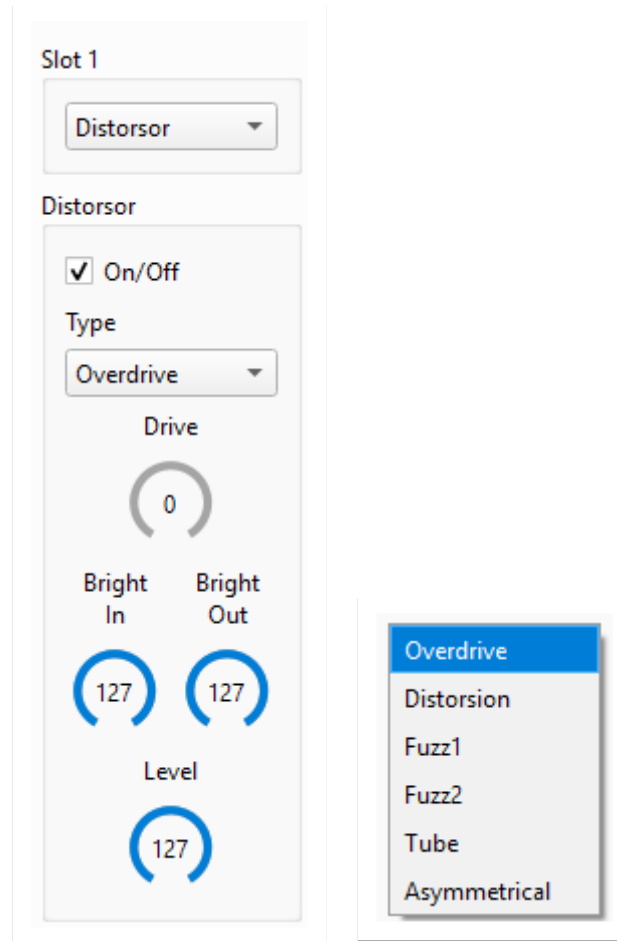 Slot 1
Distorsor
Distorsor
On/Off
Type
Overdrive
Drive
0
Bright Bright
In Out
127 127
Level
127
Overdrive
Distorsion
Fuzz1
Fuzz2
Tube
Asymmetrical